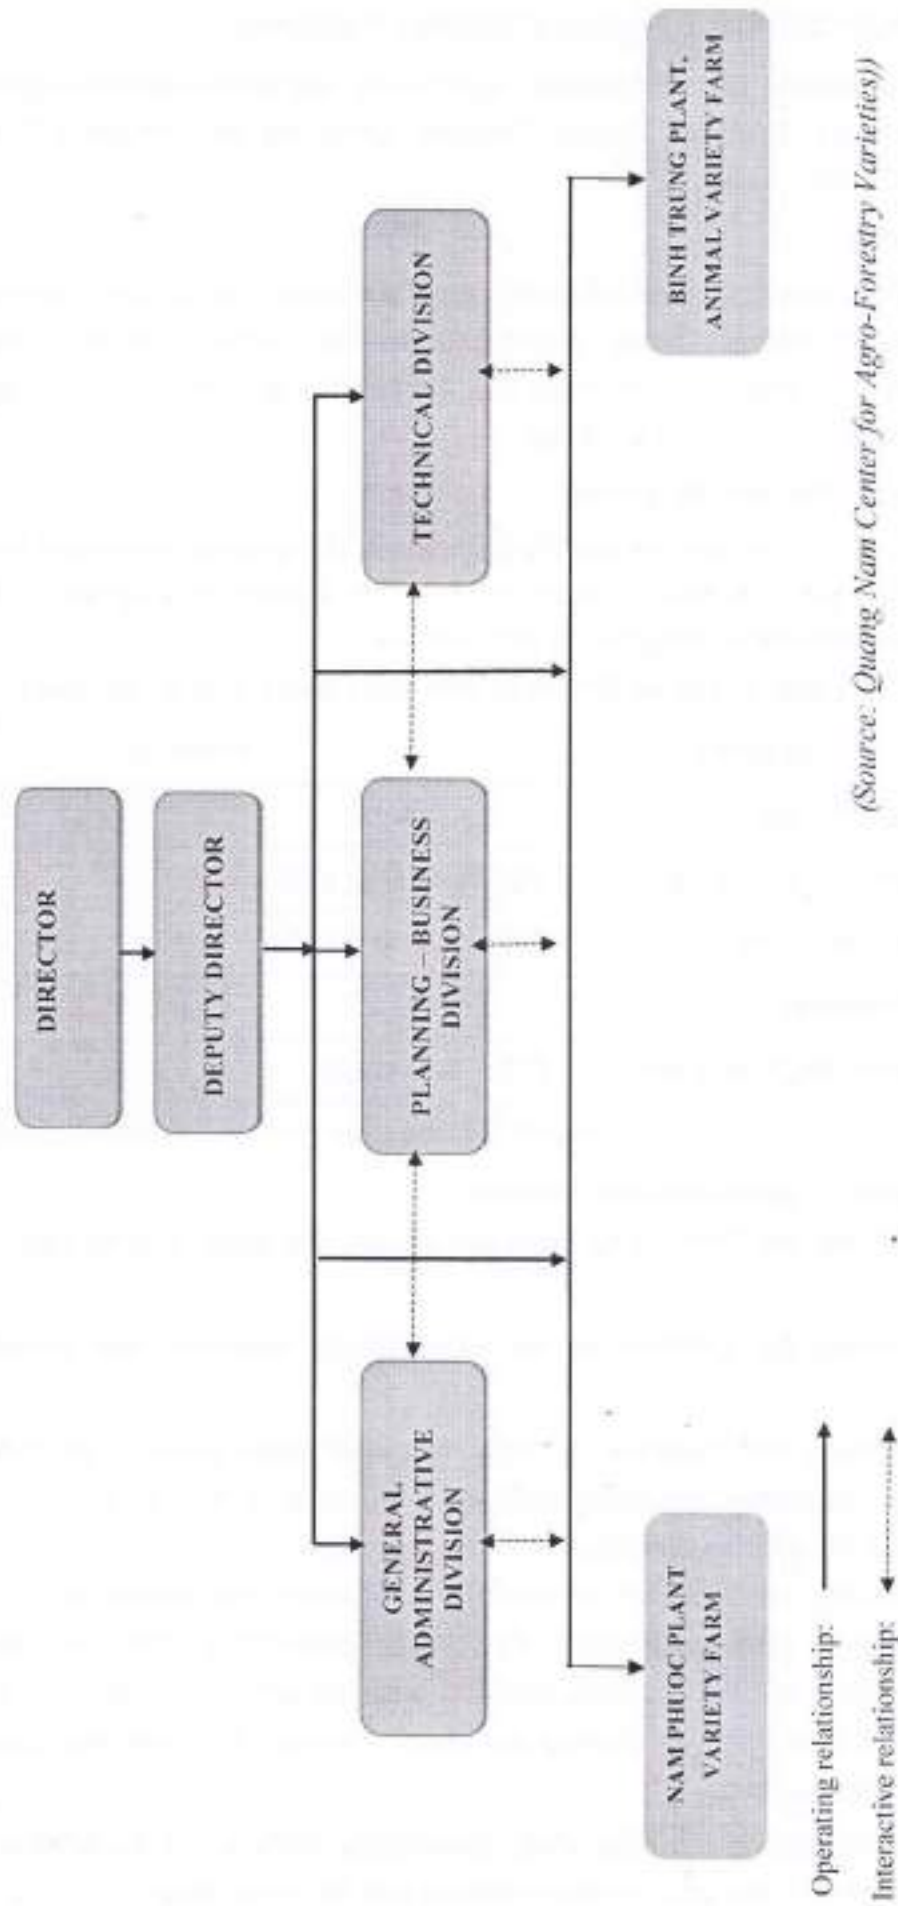 DIRECTOR
DEPUTY DIRECTOR
GENERAL
ADMINISTRATIVE
DIVISION
PLANNING – BUSINESS
DIVISION
TECHNICAL DIVISION
NAM PHUOC PLANT
VARIETY FARM
BINH TRUNG PLANT,
ANIMAL VARIETY FARM
Operating relationship:
Interactive relationship:
(Source: Quang Nam Center for Agro-Forestry Varieties))